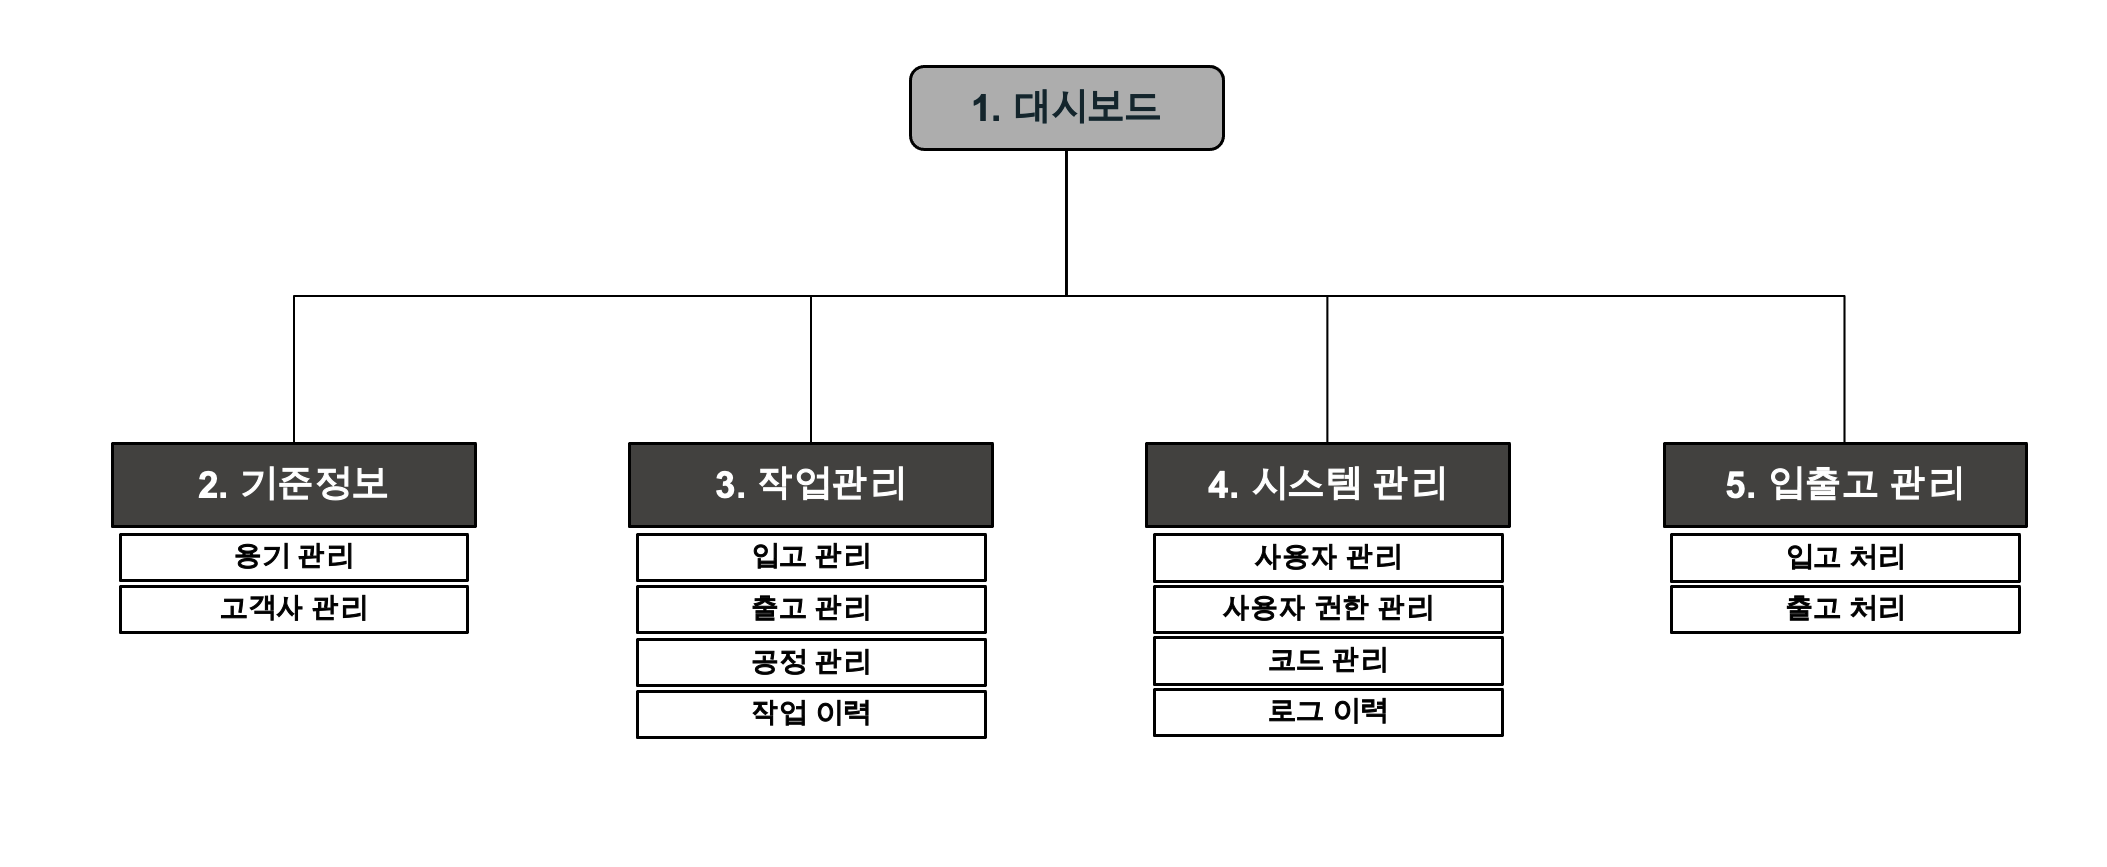 1. 대시보드
2. 기준정보
용기 관리
고객사 관리
3. 작업관리
입고 관리
출고 관리
공정 관리
작업 이력
4. 시스템 관리
사용자 관리
사용자 권한 관리
코드 관리
로그 이력
5. 입출고 관리
입고 처리
출고 처리